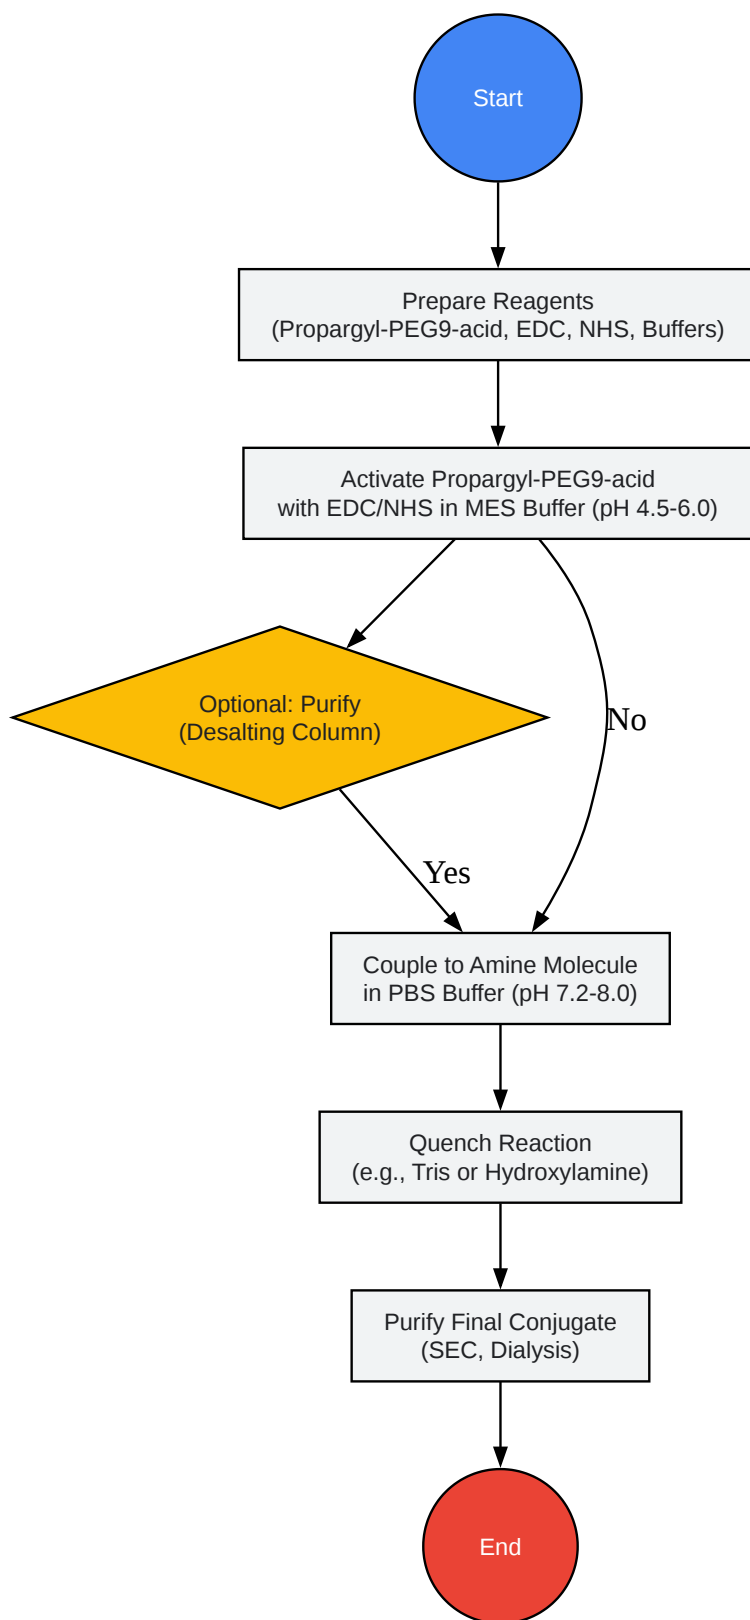 Start
Prepare Reagents
(Propargyl-PEG9-acid, EDC, NHS, Buffers)
Activate Propargyl-PEG9-acid
with EDC/NHS in MES Buffer (pH 4.5-6.0)
Optional: Purify
(Desalting Column)
No
Yes
Couple to Amine Molecule
in PBS Buffer (pH 7.2-8.0)
Quench Reaction
(e.g., Tris or Hydroxylamine)
Purify Final Conjugate
(SEC, Dialysis)
End